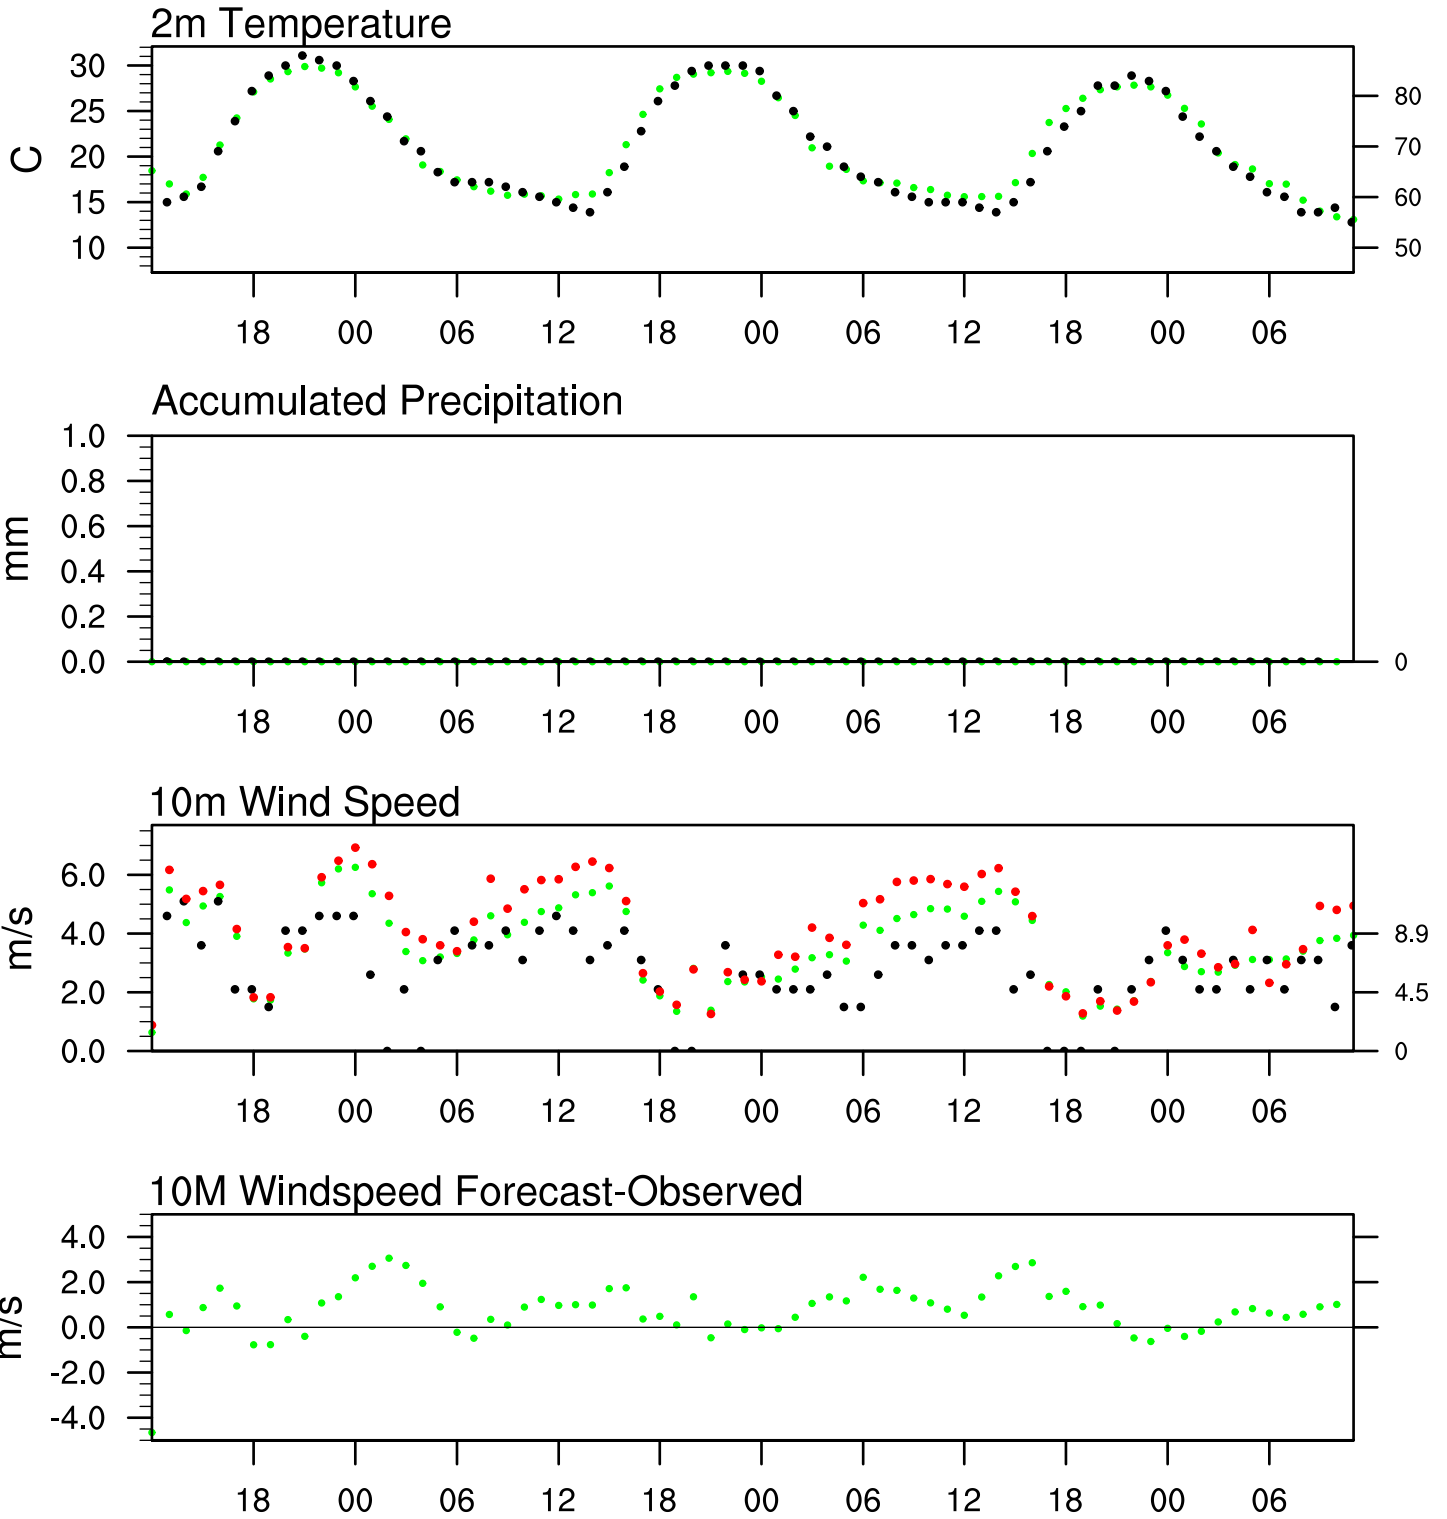 2m Temperature
30
25
20
15
10
C
80
70
60
50
18 00 06 12 18 00 06 12 18 00 06
Accumulated Precipitation
1.0
0.8
0.6
0.4
0.2
0.0
mm
0
18 00 06 12 18 00 06 12 18 00 06
10m Wind Speed
6.0
4.0
2.0
0.0
m/s
8.9
4.5
0
18 00 06 12 18 00 06 12 18 00 06
10M Windspeed Forecast-Observed
4.0
2.0
0.0
-2.0
-4.0
m/s
18 00 06 12 18 00 06 12 18 00 06